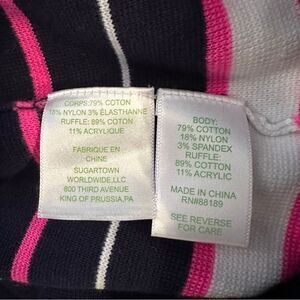 CORPS:79% COTON
18% NYLON 3% ÉLASTHANNE
RUFFLE: 89% COTON
11% ACRYLIQUE
FABRIQUE EN
CHINE
SUGARTOWN
WORLDWIDE,LLC
800 THIRD AVENUE
KING OF PRUSSIA,PA
BODY:
79% COTTON
18% NYLON
3% SPANDEX
RUFFLE:
89% COTTON
11% ACRYLIC
MADE IN CHINA
RN#88189
SEE REVERSE
FOR CARE